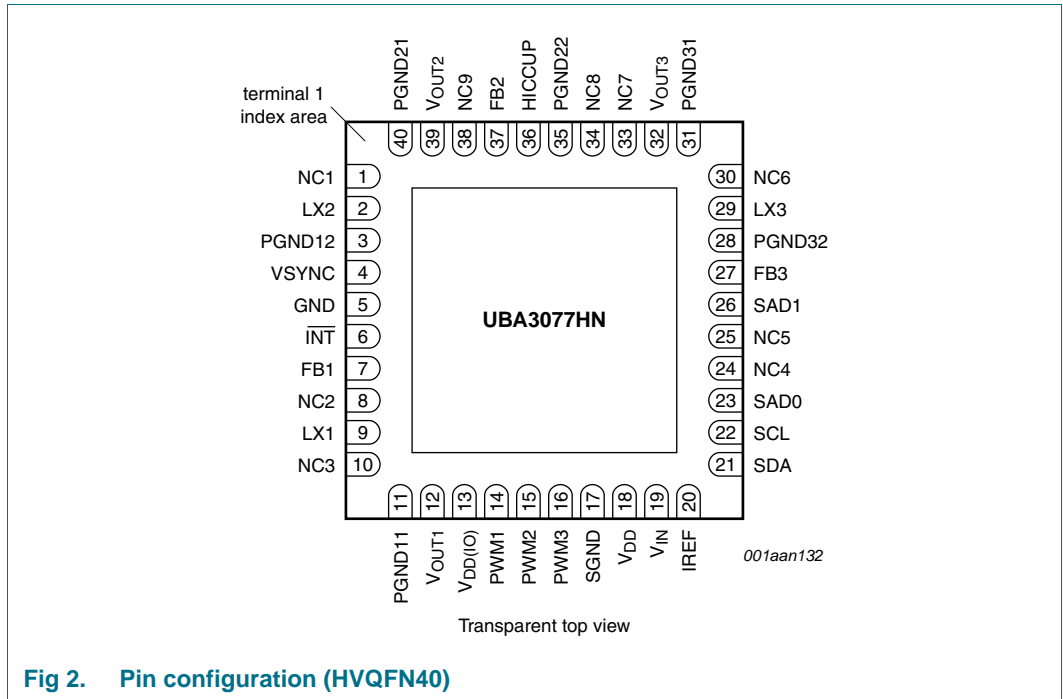 PGND21
VOUT2
NC9
FB2
HICCUP
PGND22
NC8
NC7
VOUT3
PGND31
terminal 1
index area
40
39
38
37
36
35
34
33
32
31
NC1 1
LX2 2
PGND12 3
VSYNC 4
GND 5
INT 6
FB1 7
NC2 8
LX1 9
NC3 10
UBA3077HN
30 NC6
29 LX3
28 PGND32
27 FB3
26 SAD1
25 NC5
24 NC4
23 SAD0
22 SCL
21 SDA
11
12
13
14
15
16
17
18
19
20
PGND11
VOUT1
VDD(IO)
PWM1
PWM2
PWM3
SGND
VDD
VIN
IREF
001aan132
Transparent top view
Fig 2. Pin configuration (HVQFN40)